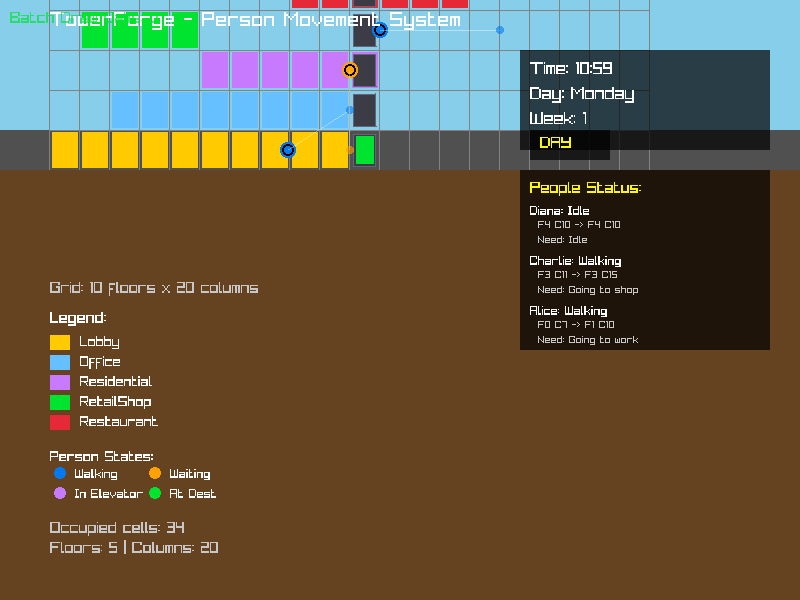 TowerForge - Person Movement System
Time: 10:59
Day: Monday
Week: 1
DAY
People Status:
Diana: Idle
F4 C10 -> F4 C10
Need: Idle
Charlie: Walking
F3 C11 -> F3 C15
Need: Going to shop
Alice: Walking
F0 C7 -> F1 C10
Need: Going to work
Grid: 10 floors x 20 columns
Legend:
Lobby
Office
Residential
RetailShop
Restaurant
Person States:
Walking
Waiting
In Elevator
At Dest
Occupied cells: 34
Floors: 5 | Columns: 20
Batch